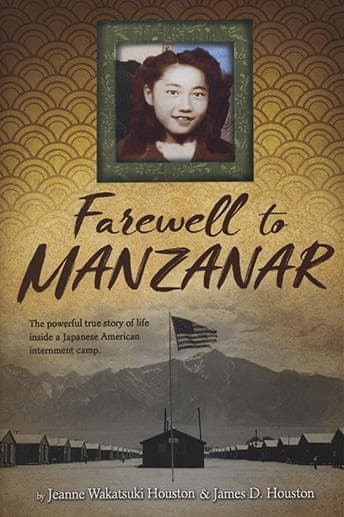 Farewell to
MANZANAR
The powerful true story of life
inside a Japanese American
internment camp.
by Jeanne Wakatsuki Houston & James D. Houston